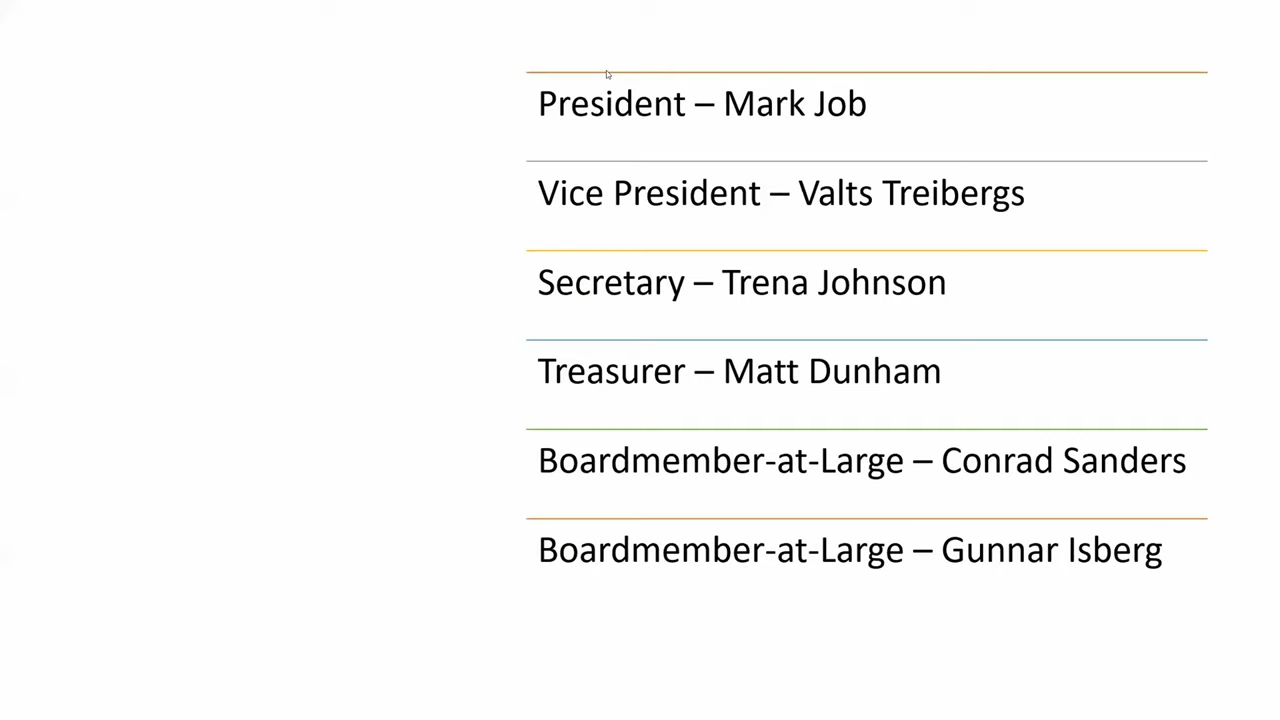 President – Mark Job
Vice President – Valts Treibergs
Secretary – Trena Johnson
Treasurer – Matt Dunham
Boardmember-at-Large – Conrad Sanders
Boardmember-at-Large – Gunnar Isberg